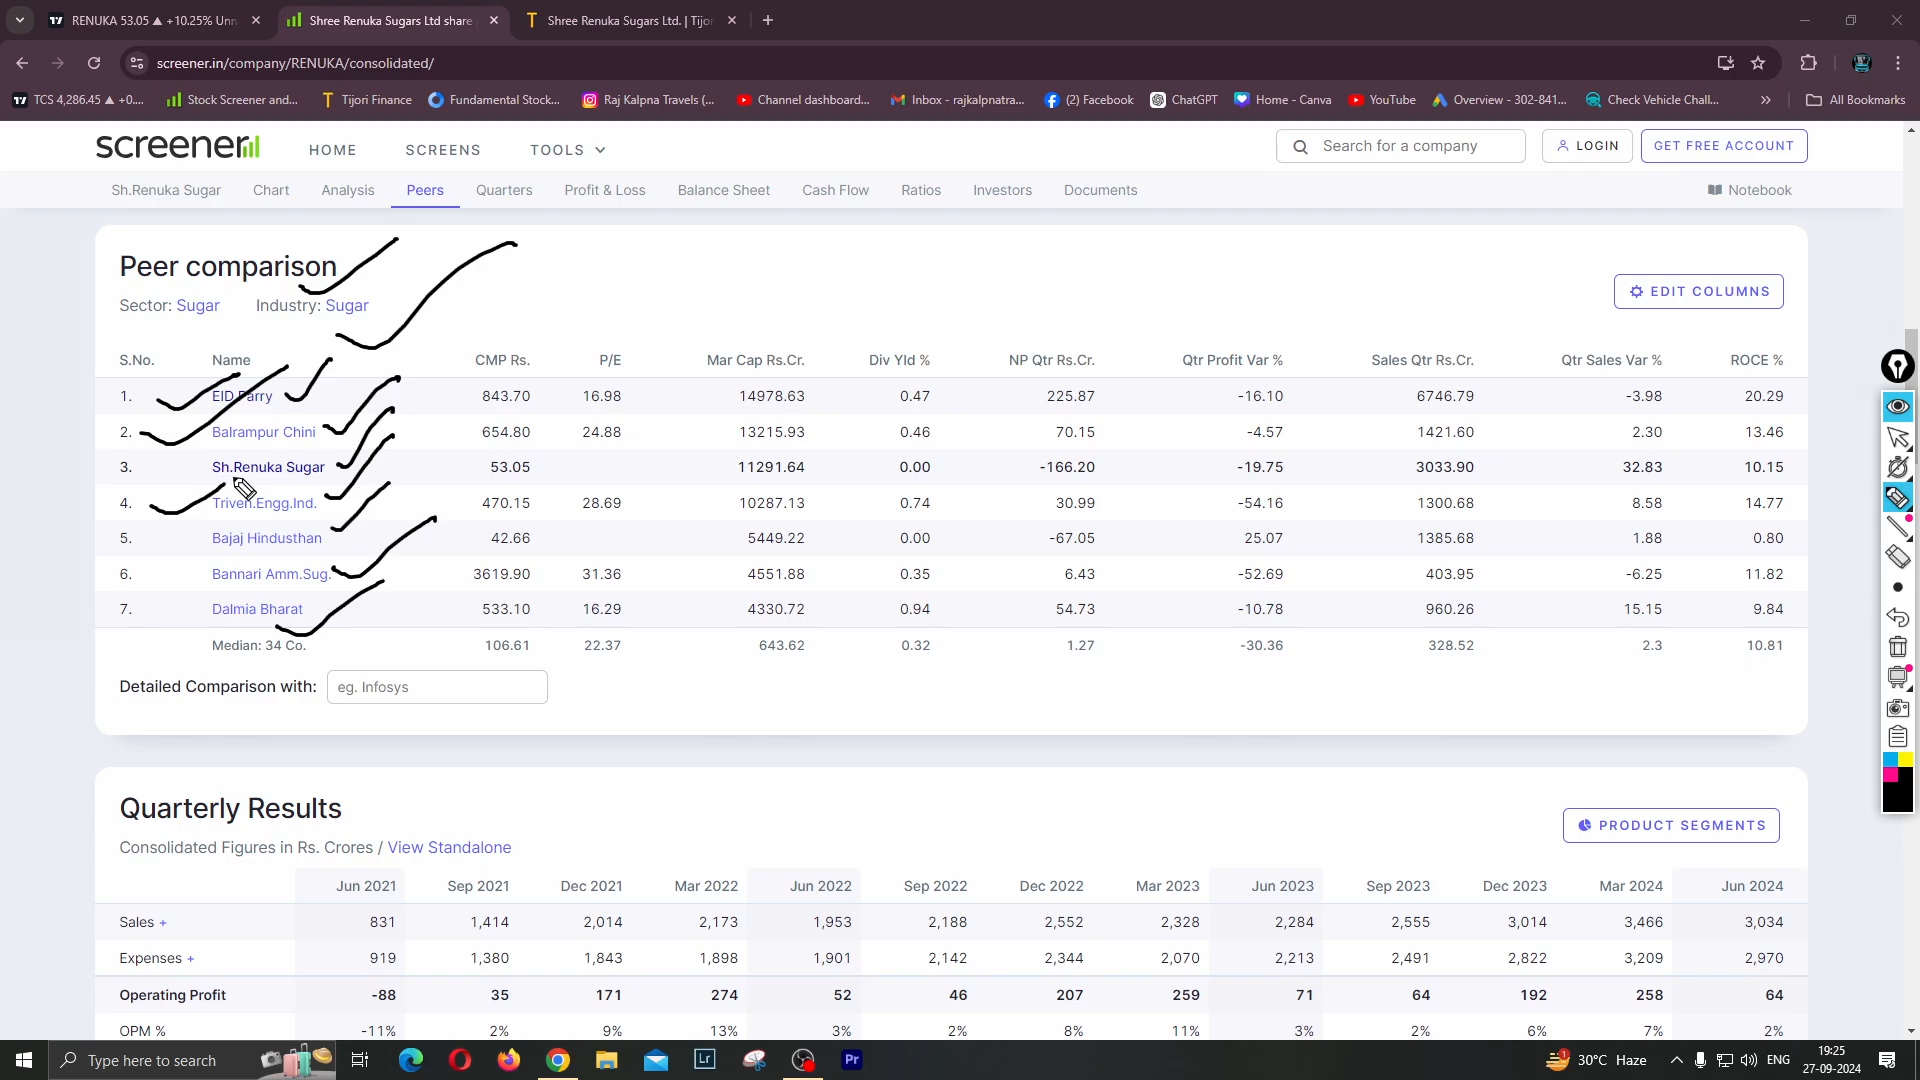 RENUKA 53.05 ▲ +10.25% Unn
Shree Renuka Sugars Ltd share
Shree Renuka Sugars Ltd. | Tijor
screener.in/company/RENUKA/consolidated/
TCS 4,286.45 ▲ +0.... Stock Screener and... Tijori Finance Fundamental Stock... Raj Kalpna Travels (... Channel dashboard... Inbox - rajkalpnatra... (2) Facebook ChatGPT Home - Canva YouTube Overview - 302-841... Check Vehicle Chall... » All Bookmarks
screener HOME SCREENS TOOLS Search for a company LOGIN GET FREE ACCOUNT
Sh.Renuka Sugar Chart Analysis Peers Quarters Profit & Loss Balance Sheet Cash Flow Ratios Investors Documents Notebook
Peer comparison
Sector: Sugar Industry: Sugar
EDIT COLUMNS
S.No. Name CMP Rs. P/E Mar Cap Rs.Cr. Div Yld % NP Qtr Rs.Cr. Qtr Profit Var % Sales Qtr Rs.Cr. Qtr Sales Var % ROCE %
1. EID Parry 843.70 16.98 14978.63 0.47 225.87 -16.10 6746.79 -3.98 20.29
2. Balrampur Chini 654.80 24.88 13215.93 0.46 70.15 -4.57 1421.60 2.30 13.46
3. Sh.Renuka Sugar 53.05 11291.64 0.00 -166.20 -19.75 3033.90 32.83 10.15
4. Triven.Engg.Ind. 470.15 28.69 10287.13 0.74 30.99 -54.16 1300.68 8.58 14.77
5. Bajaj Hindusthan 42.66 5449.22 0.00 -67.05 25.07 1385.68 1.88 0.80
6. Bannari Amm.Sug. 3619.90 31.36 4551.88 0.35 6.43 -52.69 403.95 -6.25 11.82
7. Dalmia Bharat 533.10 16.29 4330.72 0.94 54.73 -10.78 960.26 15.15 9.84
Median: 34 Co. 106.61 22.37 643.62 0.32 1.27 -30.36 328.52 2.3 10.81
Detailed Comparison with: eg. Infosys
Quarterly Results
PRODUCT SEGMENTS
Consolidated Figures in Rs. Crores / View Standalone
Jun 2021 Sep 2021 Dec 2021 Mar 2022 Jun 2022 Sep 2022 Dec 2022 Mar 2023 Jun 2023 Sep 2023 Dec 2023 Mar 2024 Jun 2024
Sales + 831 1,414 2,014 2,173 1,953 2,188 2,552 2,328 2,284 2,555 3,014 3,466 3,034
Expenses + 919 1,380 1,843 1,898 1,901 2,142 2,344 2,070 2,213 2,491 2,822 3,209 2,970
Operating Profit -88 35 171 274 52 46 207 259 71 64 192 258 64
OPM % -11% 2% 9% 13% 3% 2% 8% 11% 3% 2% 6% 7% 2%
Type here to search Lr Pr 1 30°C Haze ENG 19:25
27-09-2024